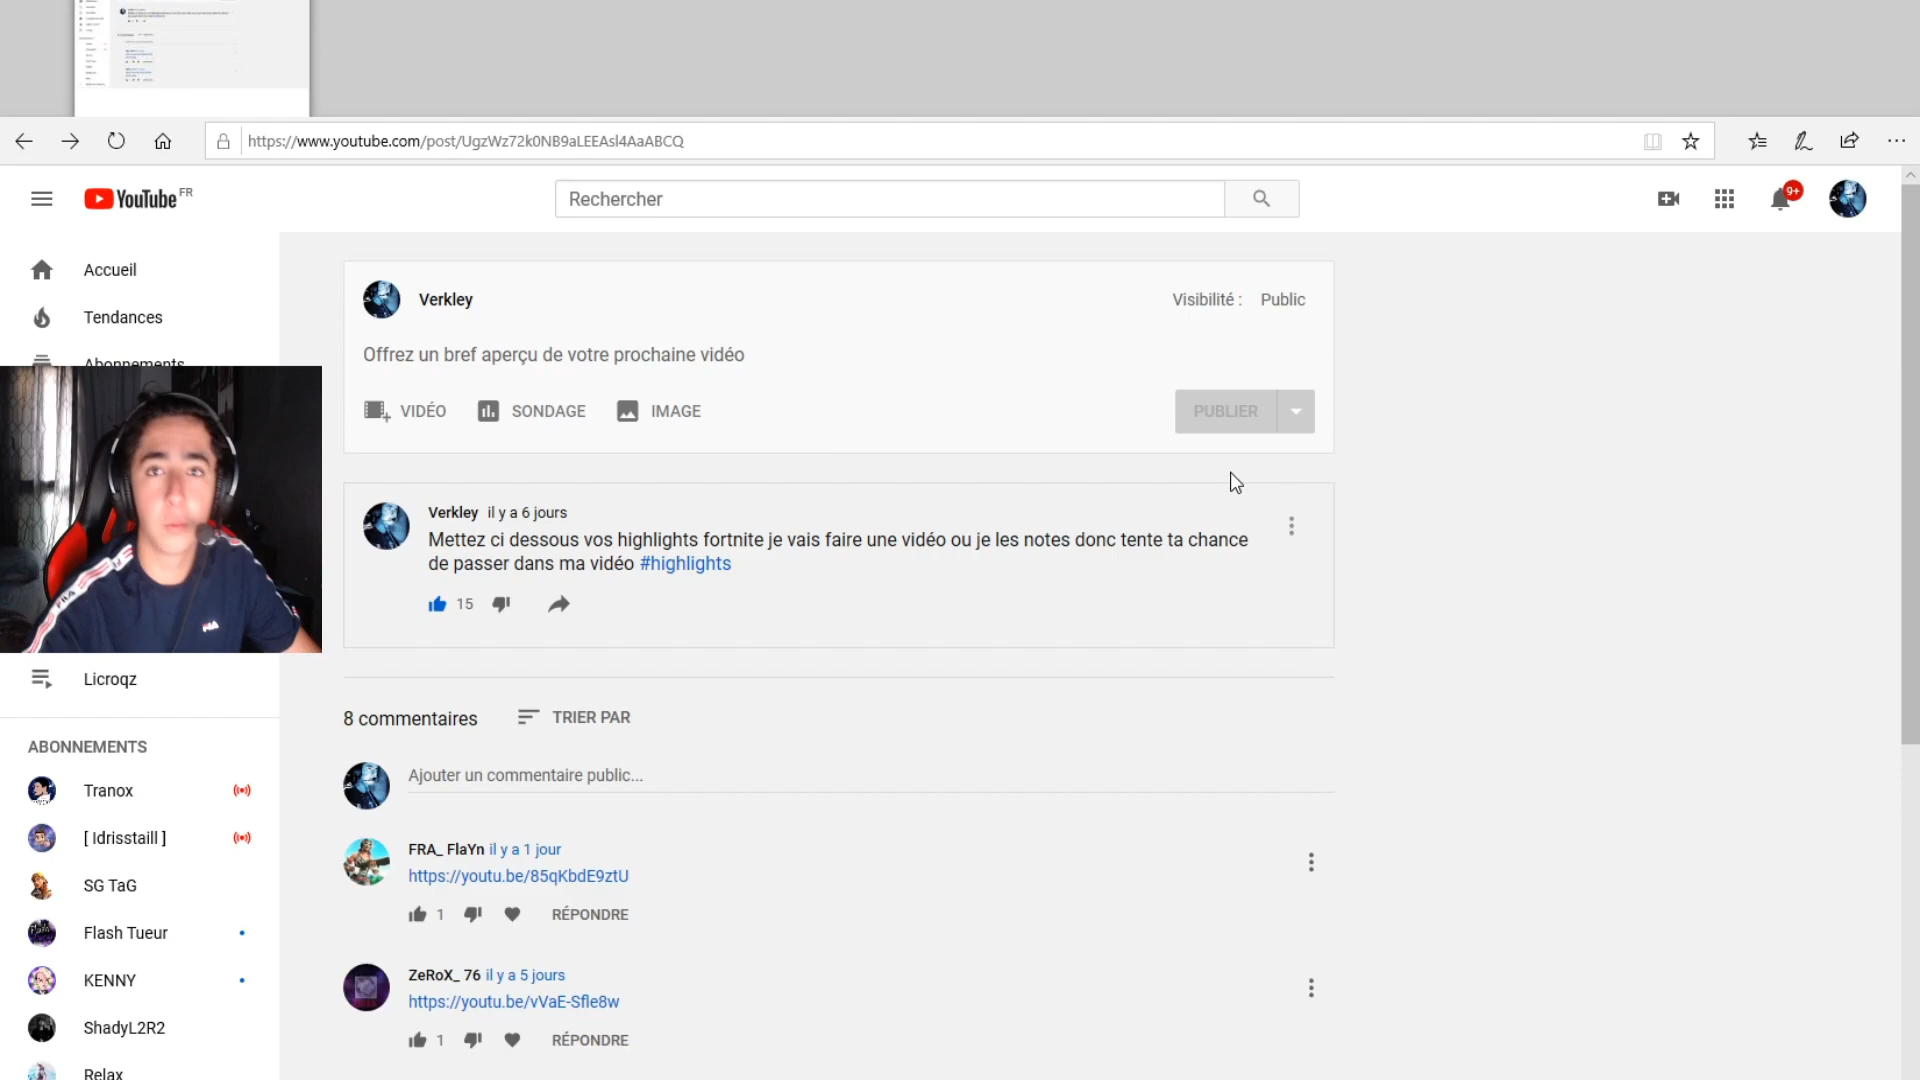 https://www.youtube.com/post/UgzWz72k0NB9aLEEAsl4AaABCQ
YouTube FR
Rechercher
9+
Accueil
Tendances
Abonnements
Licroqz
ABONNEMENTS
Tranox
[ Idrisstaill ]
SG TaG
Flash Tueur
KENNY
ShadyL2R2
Relax
Verkley
Visibilité : Public
Offrez un bref aperçu de votre prochaine vidéo
VIDÉO SONDAGE IMAGE
PUBLIER
Verkley il y a 6 jours
Mettez ci dessous vos highlights fortnite je vais faire une vidéo ou je les notes donc tente ta chance
de passer dans ma vidéo #highlights
15
8 commentaires TRIER PAR
Ajouter un commentaire public...
FRA_ FlaYn il y a 1 jour
https://youtu.be/85qKbdE9ztU
1 RÉPONDRE
ZeRoX_ 76 il y a 5 jours
https://youtu.be/vVaE-Sfle8w
1 RÉPONDRE